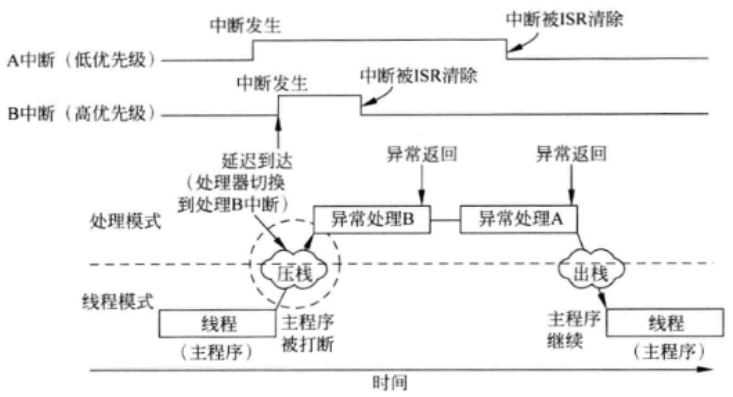 中断发生
中断被ISR清除
A中断（低优先级）
中断发生
中断被ISR清除
B中断（高优先级）
延迟到达
（处理器切换
到处理B中断）
异常返回
异常返回
处理模式
异常处理B
异常处理A
压栈
出栈
线程模式
线程
（主程序）
主程序
被打断
主程序
继续
线程
（主程序）
时间